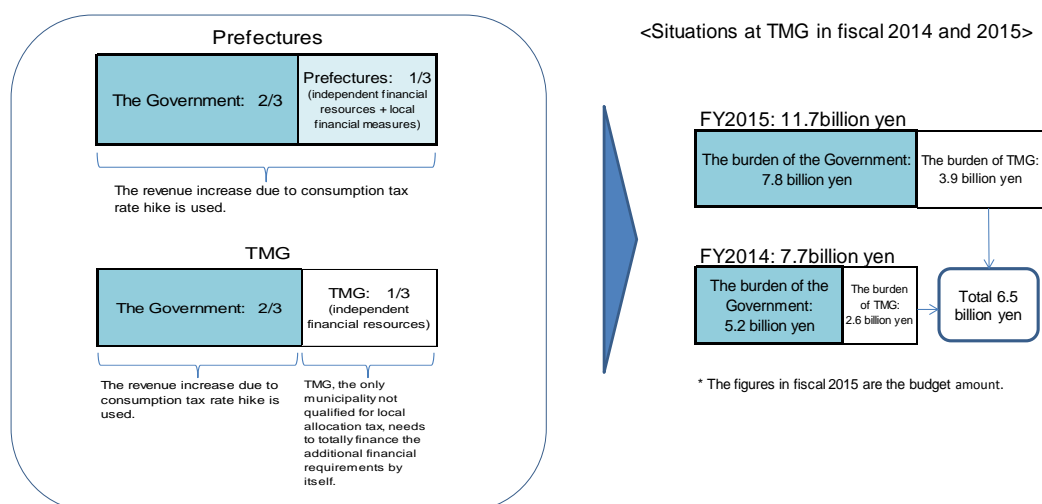 Prefectures
The Government: 2/3
Prefectures: 1/3
(independent financial
resources + local
financial measures)
The revenue increase due to consumption tax
rate hike is used.
TMG
The Government: 2/3
TMG: 1/3
(independent
financial resources)
The revenue increase due to
consumption tax rate hike is
used.
TMG, the only
municipality not
qualified for local
allocation tax, needs
to totally finance the
additional financial
requirements by
itself.
<Situations at TMG in fiscal 2014 and 2015>
FY2015: 11.7billion yen
The burden of the Government:
7.8 billion yen
The burden of TMG:
3.9 billion yen
FY2014: 7.7billion yen
The burden of the
Government:
5.2 billion yen
The burden
of TMG:
2.6 billion yen
Total 6.5
billion yen
* The figures in fiscal 2015 are the budget amount.